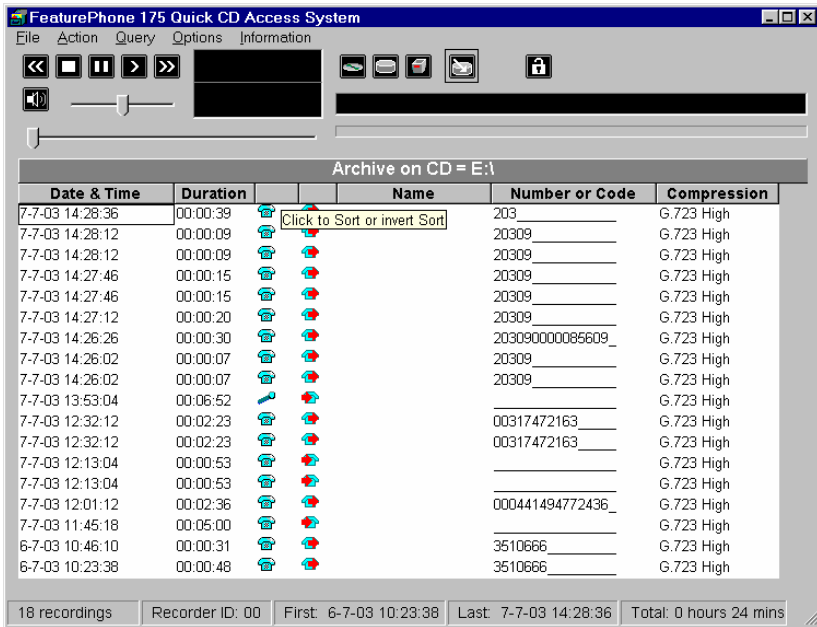 FeaturePhone 175 Quick CD Access System
File Action Query Options Information
Archive on CD = E:\
Date & Time Duration Name Number or Code Compression
7-7-03 14:28:36 00:00:39 203 G.723 High
Click to Sort or invert Sort
7-7-03 14:28:12 00:00:09 20309 G.723 High
7-7-03 14:28:12 00:00:09 20309 G.723 High
7-7-03 14:27:46 00:00:15 20309 G.723 High
7-7-03 14:27:46 00:00:15 20309 G.723 High
7-7-03 14:27:12 00:00:20 20309 G.723 High
7-7-03 14:26:26 00:00:30 203090000085609_ G.723 High
7-7-03 14:26:02 00:00:07 20309 G.723 High
7-7-03 14:26:02 00:00:07 20309 G.723 High
7-7-03 13:53:04 00:06:52 G.723 High
7-7-03 12:32:12 00:02:23 00317472163 G.723 High
7-7-03 12:32:12 00:02:23 00317472163 G.723 High
7-7-03 12:13:04 00:00:53 G.723 High
7-7-03 12:13:04 00:00:53 G.723 High
7-7-03 12:01:12 00:02:36 000441494772436_ G.723 High
7-7-03 11:45:18 00:05:00 G.723 High
6-7-03 10:46:10 00:00:31 3510666 G.723 High
6-7-03 10:23:38 00:00:48 3510666 G.723 High
18 recordings Recorder ID: 00 First: 6-7-03 10:23:38 Last: 7-7-03 14:28:36 Total: 0 hours 24 mins